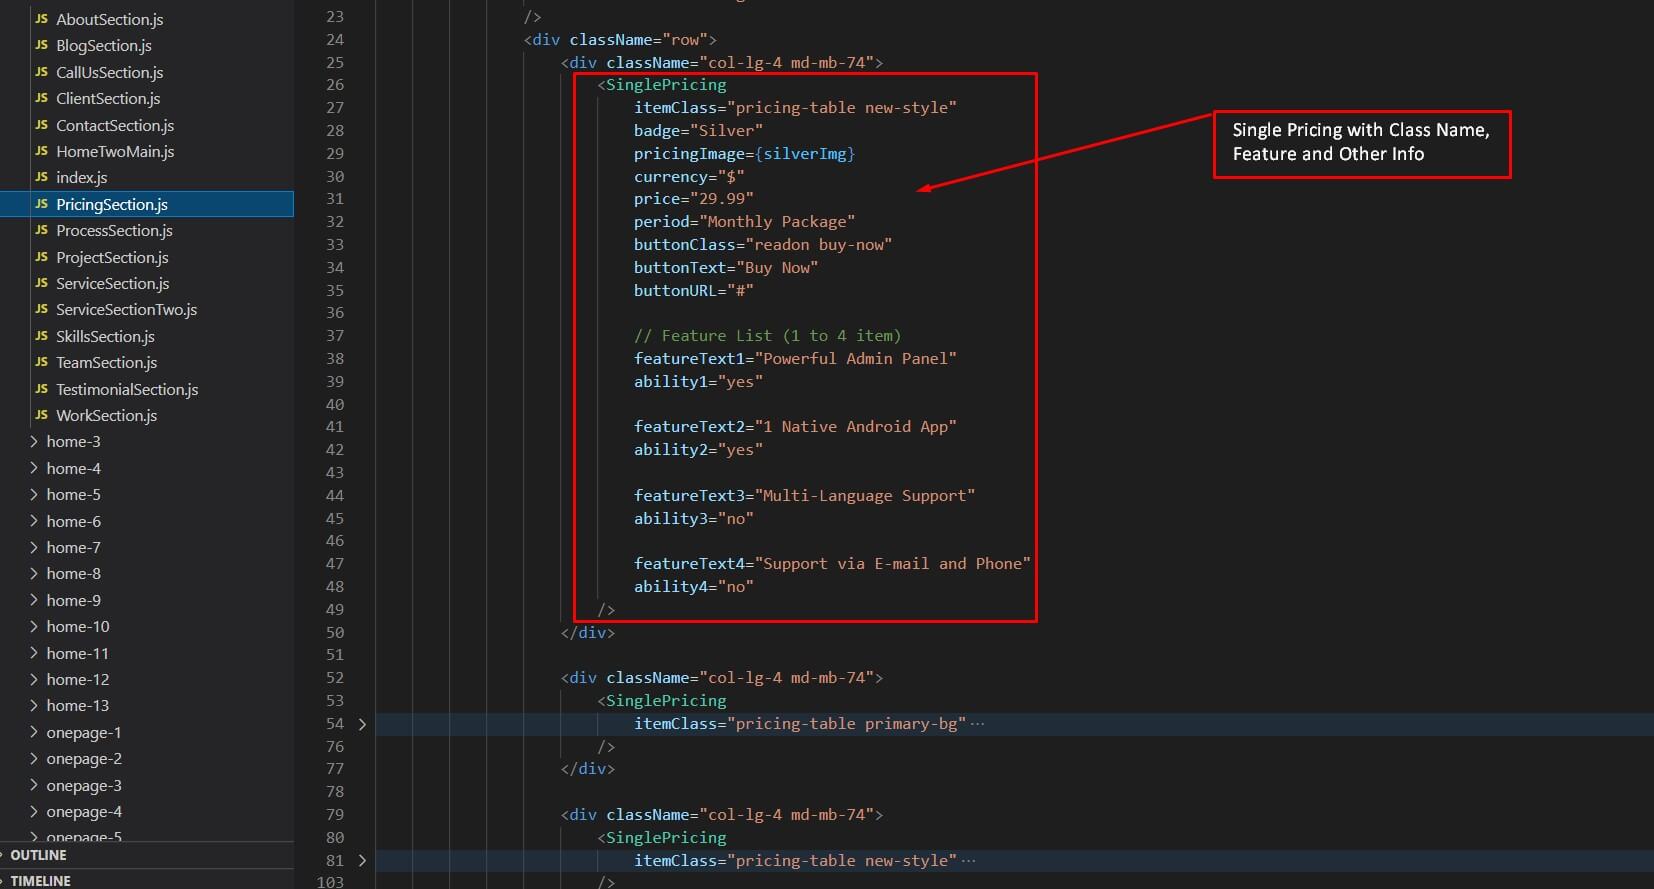 JS AboutSection.js
JS BlogSection.js
JS CallUsSection.js
JS ClientSection.js
JS ContactSection.js
JS HomeTwoMain.js
JS index.js
JS PricingSection.js
JS ProcessSection.js
JS ProjectSection.js
JS ServiceSection.js
JS ServiceSectionTwo.js
JS SkillsSection.js
JS TeamSection.js
JS TestimonialSection.js
JS WorkSection.js
home-3
home-4
home-5
home-6
home-7
home-8
home-9
home-10
home-11
home-12
home-13
onepage-1
onepage-2
onepage-3
onepage-4
onepage-5
OUTLINE
TIMELINE
23 />
24 <div className="row">
25 <div className="col-lg-4 md-mb-74">
26 <SinglePricing
27 itemClass="pricing-table new-style"
28 badge="Silver"
29 pricingImage={silverImg}
30 currency="$"
31 price="29.99"
32 period="Monthly Package"
33 buttonClass="readon buy-now"
34 buttonText="Buy Now"
35 buttonURL="#"
36
37 // Feature List (1 to 4 item)
38 featureText1="Powerful Admin Panel"
39 ability1="yes"
40
41 featureText2="1 Native Android App"
42 ability2="yes"
43
44 featureText3="Multi-Language Support"
45 ability3="no"
46
47 featureText4="Support via E-mail and Phone"
48 ability4="no"
49 />
50 </div>
51
52 <div className="col-lg-4 md-mb-74">
53 <SinglePricing
54 itemClass="pricing-table primary-bg"···
76 />
77 </div>
78
79 <div className="col-lg-4 md-mb-74">
80 <SinglePricing
81 itemClass="pricing-table new-style"···
103 />
Single Pricing with Class Name,
Feature and Other Info